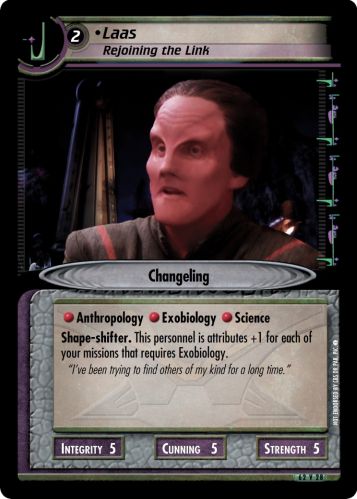 2
•Laas
Rejoining the Link
Changeling
Anthropology Exobiology Science
Shape-shifter. This personnel is attributes +1 for each of
your missions that requires Exobiology.
"I've been trying to find others of my kind for a long time."
INTEGRITY 5 CUNNING 5 STRENGTH 5
62 V 28